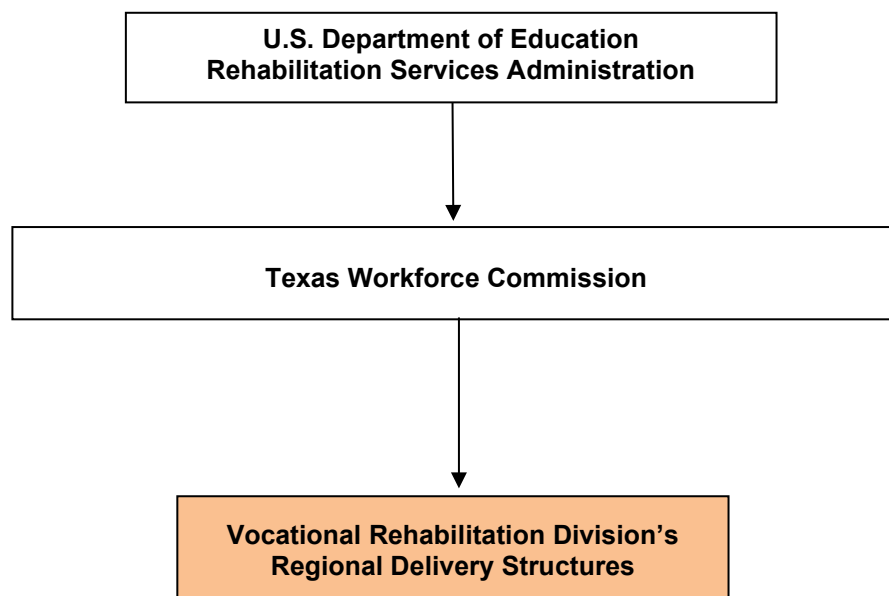 U.S. Department of Education
Rehabilitation Services Administration
Texas Workforce Commission
Vocational Rehabilitation Division’s
Regional Delivery Structures